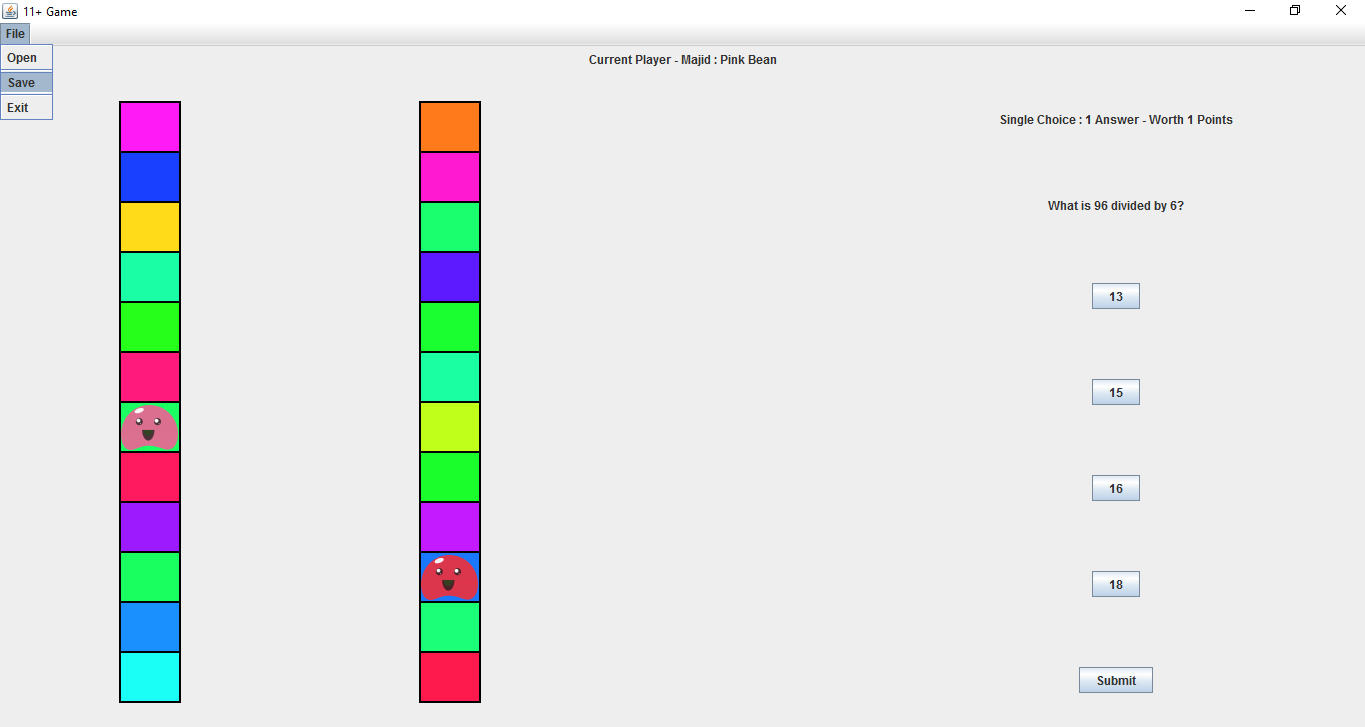 11+ Game
File
Open
Save
Exit
Current Player - Majid : Pink Bean
Single Choice : 1 Answer - Worth 1 Points
What is 96 divided by 6?
13
15
16
18
Submit